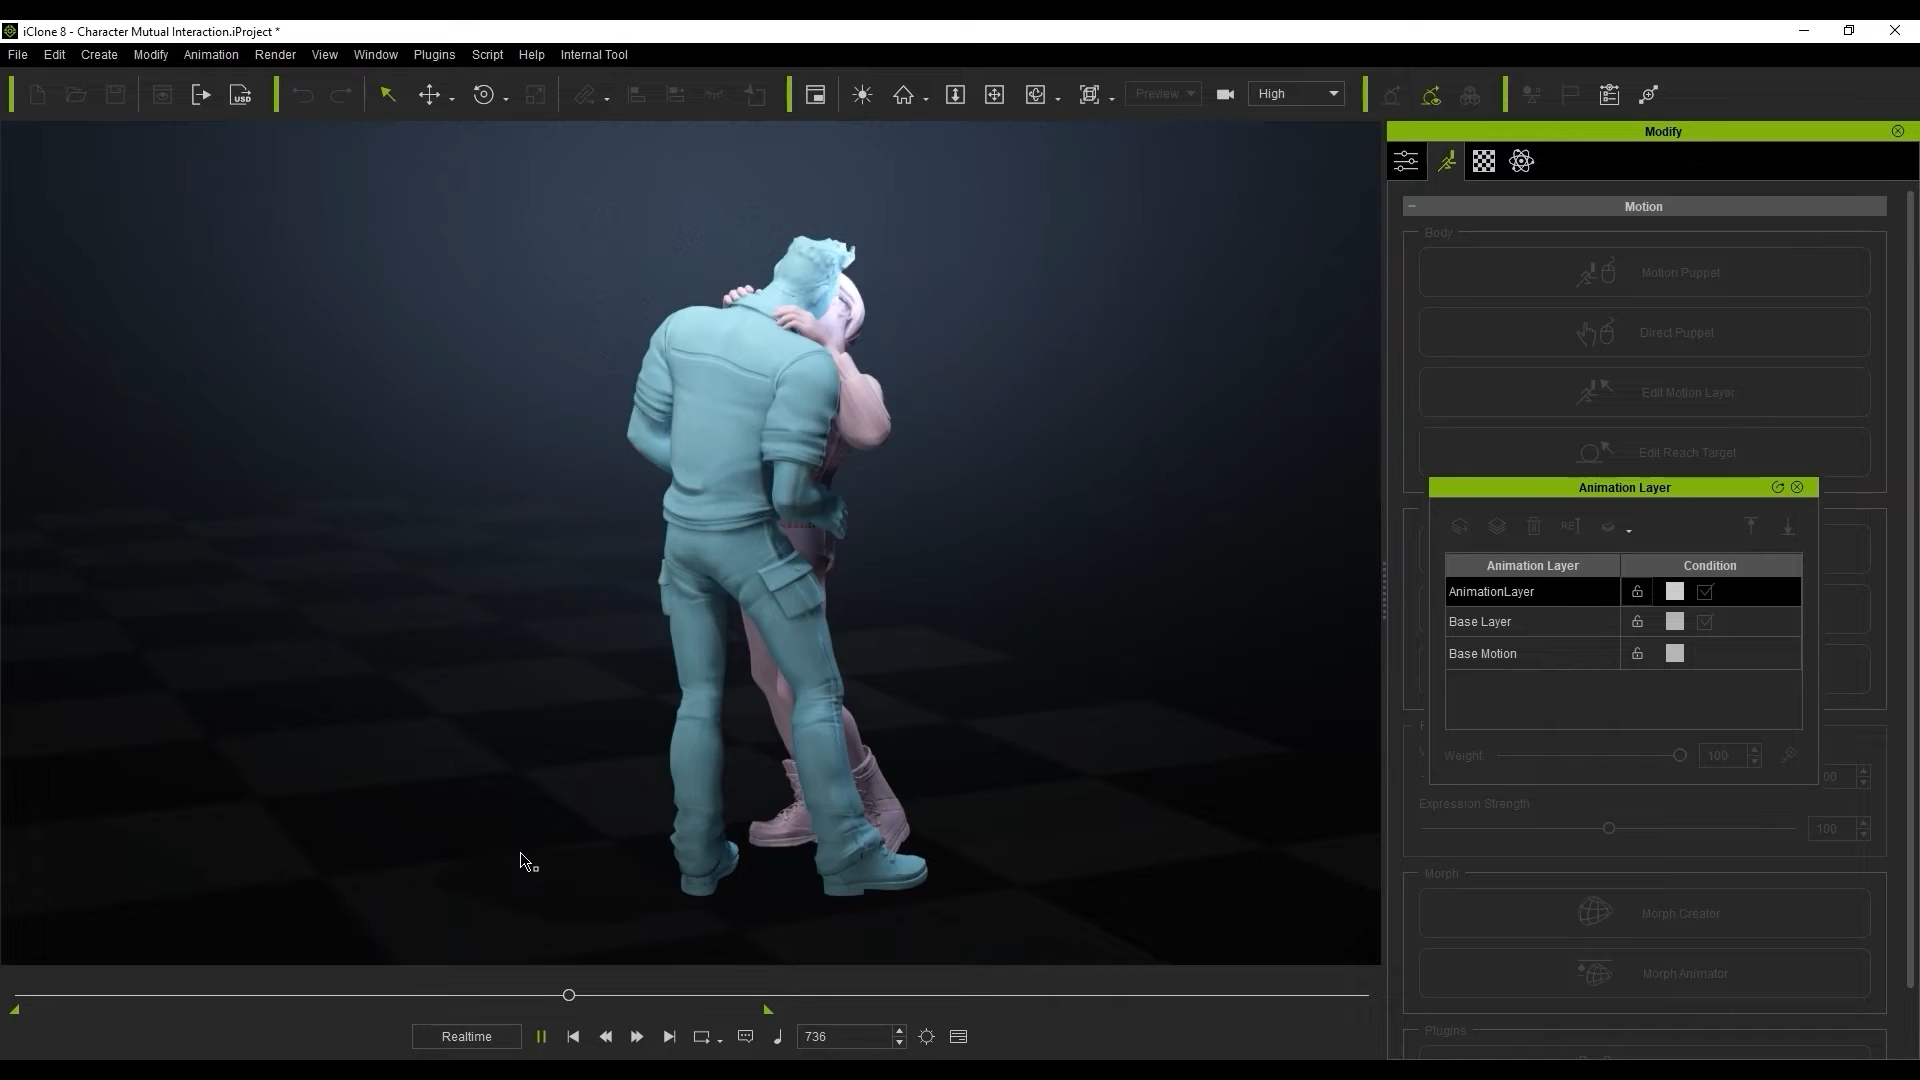 iClone 8 - Character Mutual Interaction.iProject *
File Edit Create Modify Animation Render View Window Plugins Script Help Internal Tool
USD
Preview
High
Modify
Motion
Body
Motion Puppet
Direct Puppet
Edit Motion Layer
Edit Reach Target
Animation Layer
Animation Layer Condition
AnimationLayer
Base Layer
Base Motion
Weight: 100
00
Expression Strength:
100
Morph
Morph Creator
Morph Animator
Plugins
Realtime
736